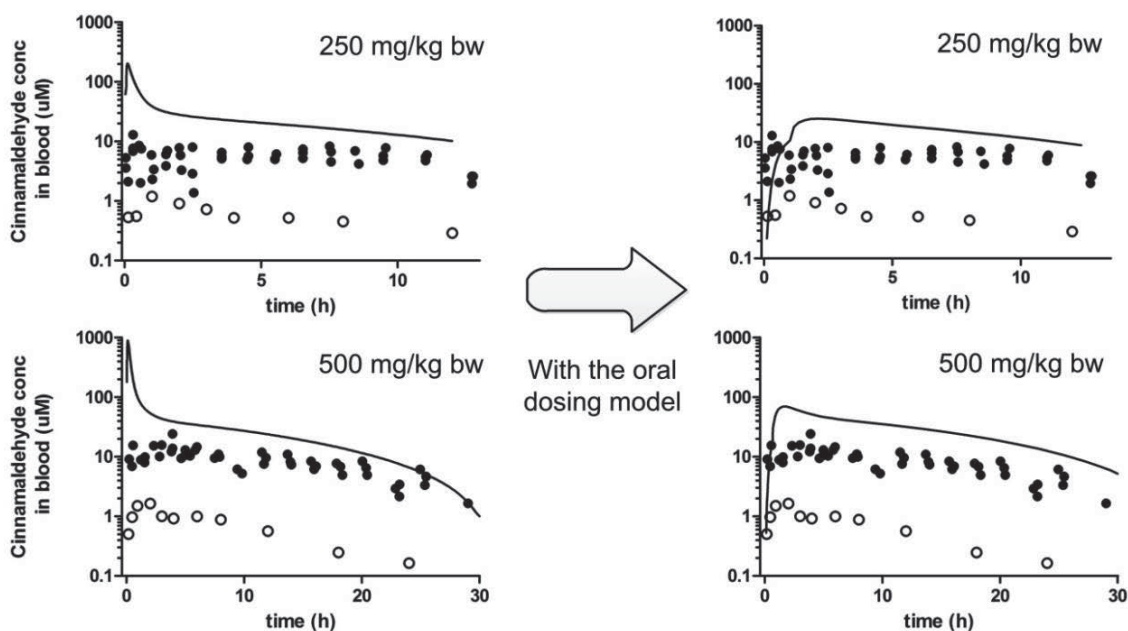 Cinnamaldehyde conc
in blood (uM)
1000
100
10
1
0.1
250 mg/kg bw
0
5
10
time (h)
1000
100
10
1
0.1
250 mg/kg bw
0
5
10
time (h)
With the oral
dosing model
Cinnamaldehyde conc
in blood (uM)
1000
100
10
1
0.1
500 mg/kg bw
0
10
20
30
time (h)
1000
100
10
1
0.1
500 mg/kg bw
0
10
20
30
time (h)